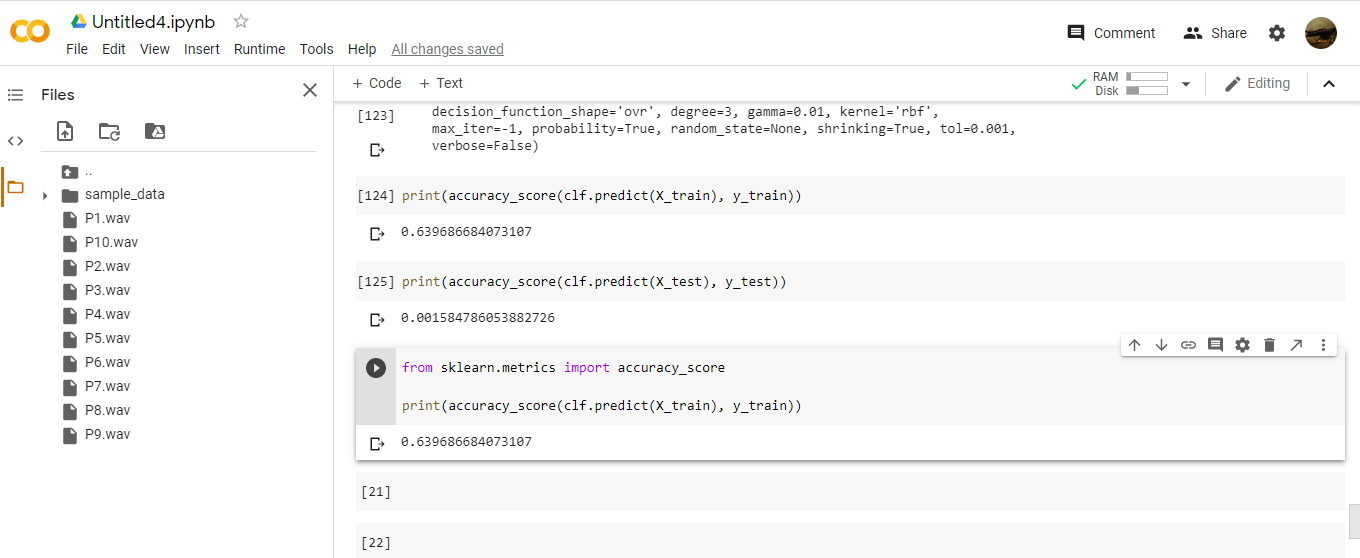 Untitled4.ipynb
File Edit View Insert Runtime Tools Help All changes saved
Comment Share
Files
+ Code + Text
RAM
Disk
Editing
..
sample_data
P1.wav
P10.wav
P2.wav
P3.wav
P4.wav
P5.wav
P6.wav
P7.wav
P8.wav
P9.wav
[123] decision_function_shape='ovr', degree=3, gamma=0.01, kernel='rbf',
max_iter=-1, probability=True, random_state=None, shrinking=True, tol=0.001,
verbose=False)
[124] print(accuracy_score(clf.predict(X_train), y_train))
0.639686684073107
[125] print(accuracy_score(clf.predict(X_test), y_test))
0.001584786053882726
from sklearn.metrics import accuracy_score
print(accuracy_score(clf.predict(X_train), y_train))
0.639686684073107
[21]
[22]